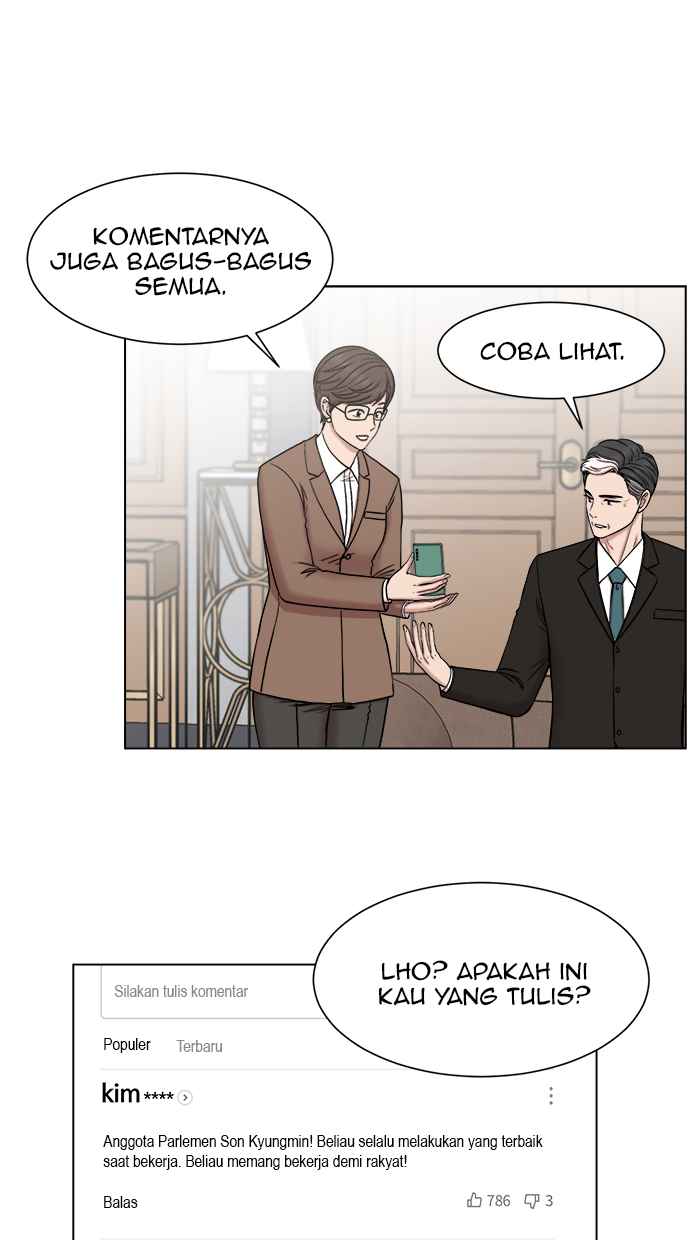 KOMENTARNYA
JUGA BAGUS-BAGUS
SEMUA.
COBA LIHAT.
LHO? APAKAH INI
KAU YANG TULIS?
Silakan tulis komentar
Populer Terbaru
kim ****
Anggota Parlemen Son Kyungmin! Beliau selalu melakukan yang terbaik
saat bekerja. Beliau memang bekerja demi rakyat!
Balas 786 3